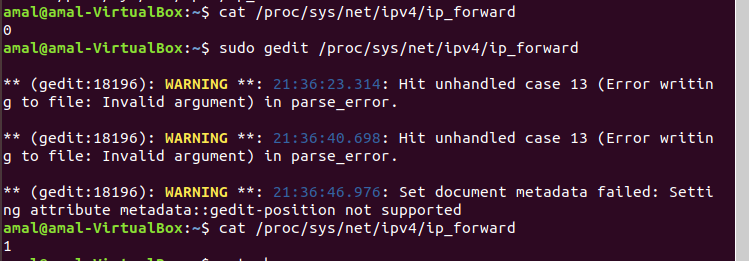 amal@amal-VirtualBox:~$ cat /proc/sys/net/ipv4/ip_forward
0
amal@amal-VirtualBox:~$ sudo gedit /proc/sys/net/ipv4/ip_forward
** (gedit:18196): WARNING **: 21:36:23.314: Hit unhandled case 13 (Error writin
g to file: Invalid argument) in parse_error.
** (gedit:18196): WARNING **: 21:36:40.698: Hit unhandled case 13 (Error writin
g to file: Invalid argument) in parse_error.
** (gedit:18196): WARNING **: 21:36:46.976: Set document metadata failed: Setti
ng attribute metadata::gedit-position not supported
amal@amal-VirtualBox:~$ cat /proc/sys/net/ipv4/ip_forward
1